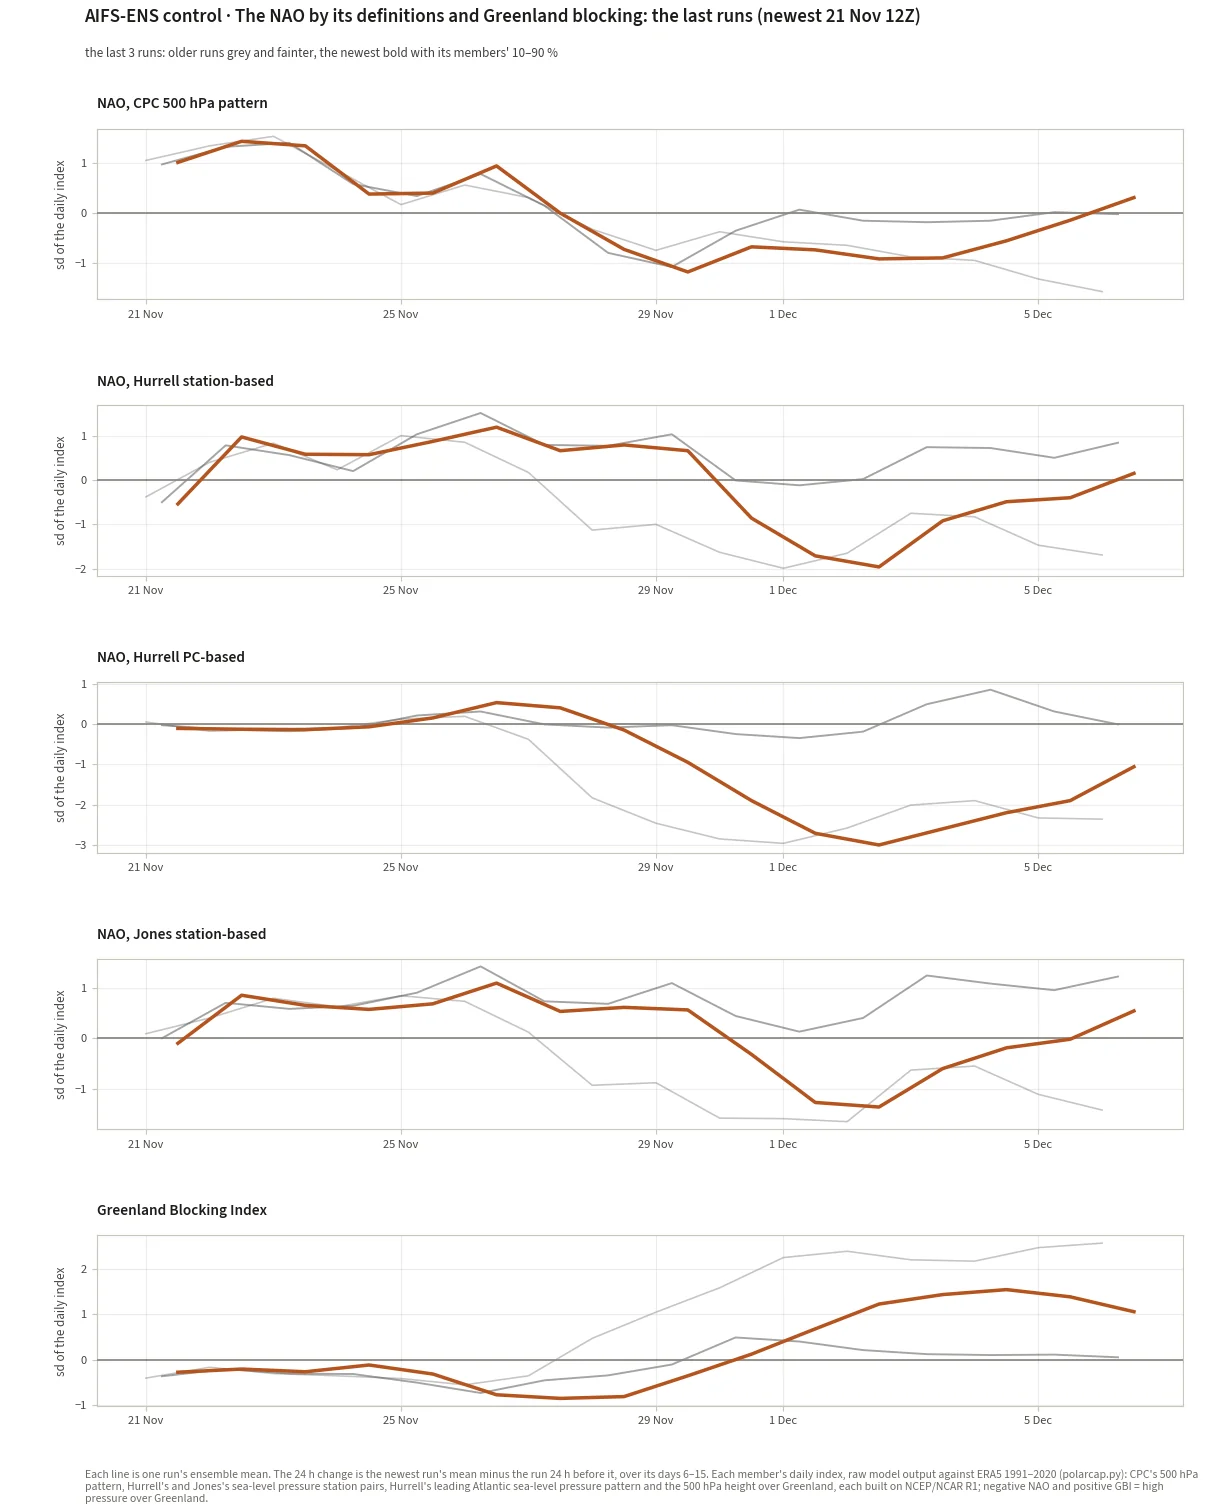 AIFS-ENS control · The NAO by its definitions and Greenland blocking: the last runs (newest 21 Nov 12Z)
the last 3 runs: older runs grey and fainter, the newest bold with its members' 10–90 %
NAO, CPC 500 hPa pattern
sd of the daily index
1
0
−1
21 Nov
25 Nov
29 Nov
1 Dec
5 Dec
NAO, Hurrell station-based
sd of the daily index
1
0
−1
−2
21 Nov
25 Nov
29 Nov
1 Dec
5 Dec
NAO, Hurrell PC-based
sd of the daily index
1
0
−1
−2
−3
21 Nov
25 Nov
29 Nov
1 Dec
5 Dec
NAO, Jones station-based
sd of the daily index
1
0
−1
21 Nov
25 Nov
29 Nov
1 Dec
5 Dec
Greenland Blocking Index
sd of the daily index
2
1
0
−1
21 Nov
25 Nov
29 Nov
1 Dec
5 Dec
Each line is one run's ensemble mean. The 24 h change is the newest run's mean minus the run 24 h before it, over its days 6–15. Each member's daily index, raw model output against ERA5 1991–2020 (polarcap.py): CPC's 500 hPa
pattern, Hurrell's and Jones's sea-level pressure station pairs, Hurrell's leading Atlantic sea-level pressure pattern and the 500 hPa height over Greenland, each built on NCEP/NCAR R1; negative NAO and positive GBI = high
pressure over Greenland.